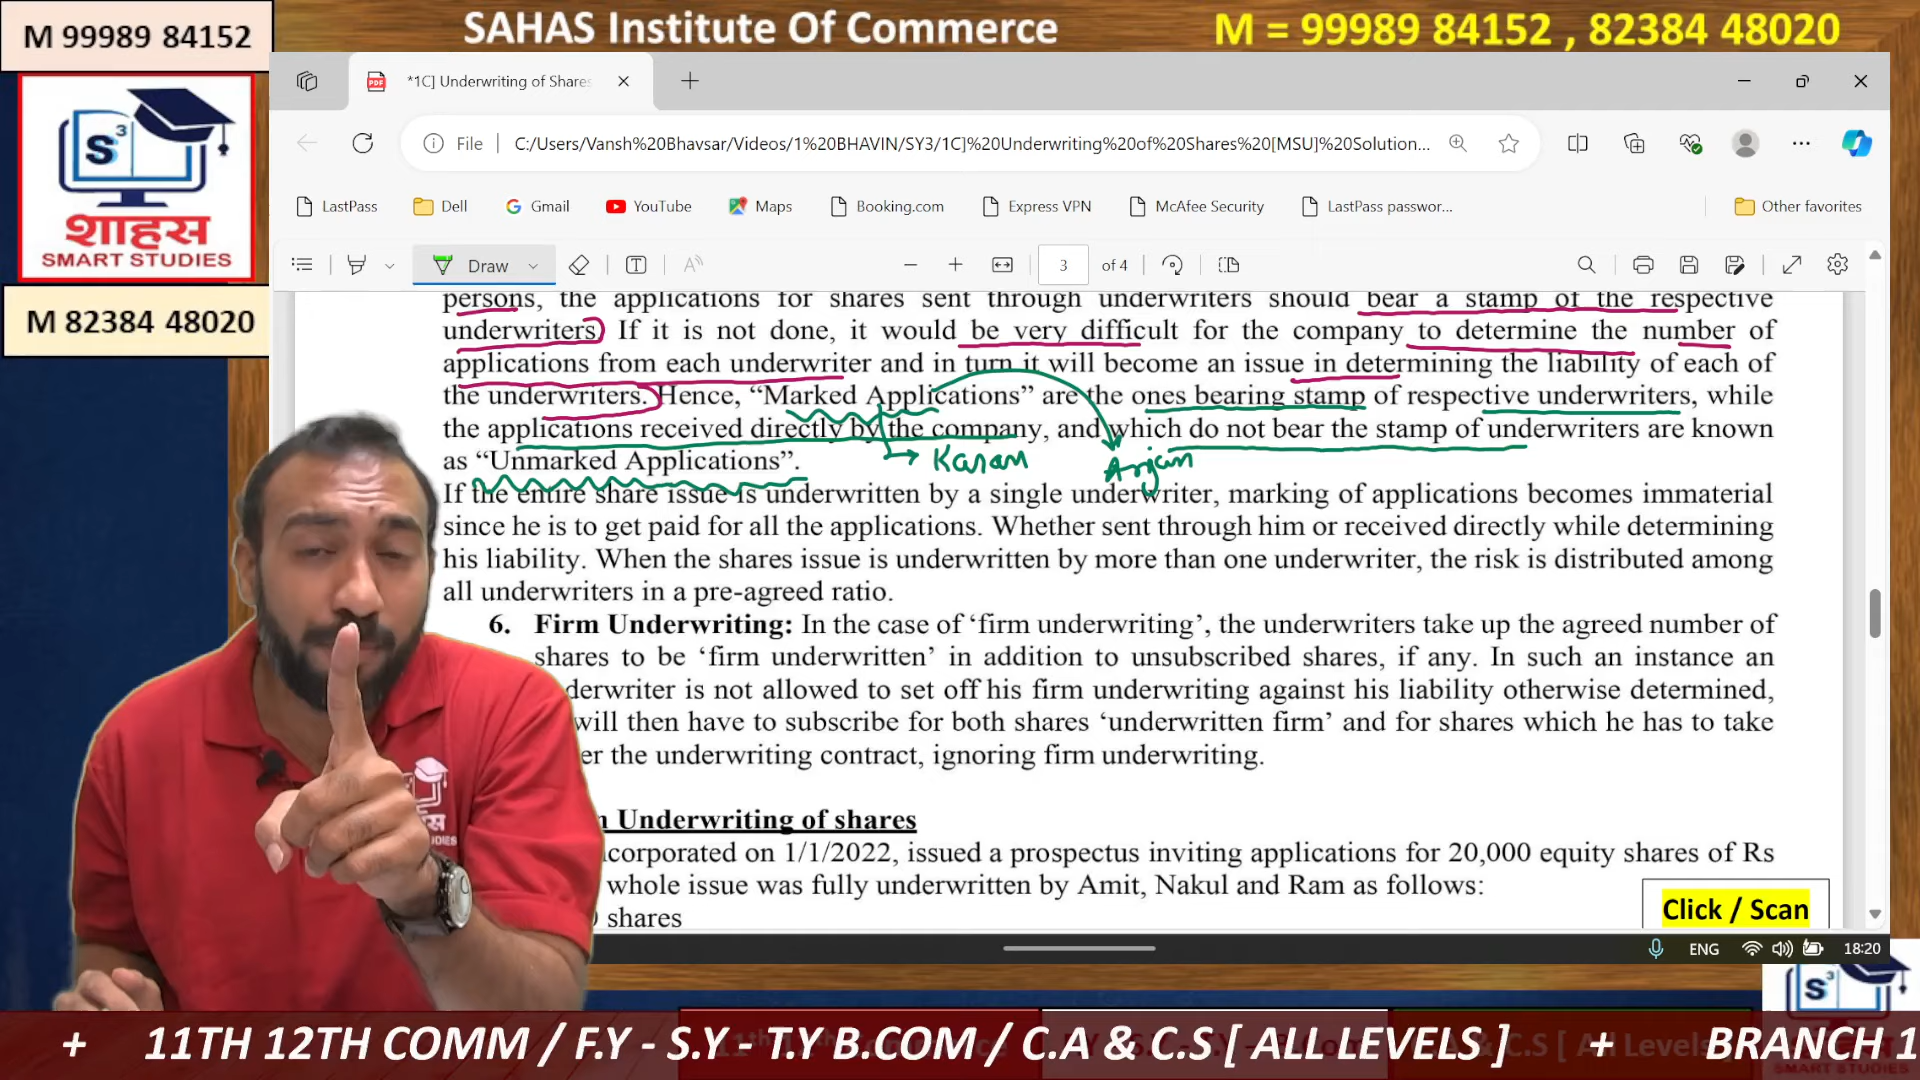 M 99989 84152
SAHAS Institute Of Commerce
M = 99989 84152 , 82384 48020
S³
शाहस
SMART STUDIES
M 82384 48020
*1C] Underwriting of Shares
File
C:/Users/Vansh%20Bhavsar/Videos/1%20BHAVIN/SY3/1C]%20Underwriting%20of%20Shares%20[MSU]%20Solution...
LastPass
Dell
Gmail
YouTube
Maps
Booking.com
Express VPN
McAfee Security
LastPass passwor...
Other favorites
Draw
3
of 4
persons, the applications for shares sent through underwriters should bear a stamp of the respective
underwriters. If it is not done, it would be very difficult for the company to determine the number of
applications from each underwriter and in turn it will become an issue in determining the liability of each of
the underwriters. Hence, “Marked Applications” are the ones bearing stamp of respective underwriters, while
the applications received directly by the company, and which do not bear the stamp of underwriters are known
as “Unmarked Applications”.
Karan
Arjun
If the entire share issue is underwritten by a single underwriter, marking of applications becomes immaterial
since he is to get paid for all the applications. Whether sent through him or received directly while determining
his liability. When the shares issue is underwritten by more than one underwriter, the risk is distributed among
all underwriters in a pre-agreed ratio.
6. Firm Underwriting: In the case of ‘firm underwriting’, the underwriters take up the agreed number of
shares to be ‘firm underwritten’ in addition to unsubscribed shares, if any. In such an instance an
derwriter is not allowed to set off his firm underwriting against his liability otherwise determined,
will then have to subscribe for both shares ‘underwritten firm’ and for shares which he has to take
er the underwriting contract, ignoring firm underwriting.
Underwriting of shares
corporated on 1/1/2022, issued a prospectus inviting applications for 20,000 equity shares of Rs
whole issue was fully underwritten by Amit, Nakul and Ram as follows:
shares
Click / Scan
ENG
18:20
S³
SMART STUDIES
+ 11TH 12TH COMM / F.Y - S.Y - T.Y B.COM / C.A & C.S [ ALL LEVELS ] + BRANCH 1